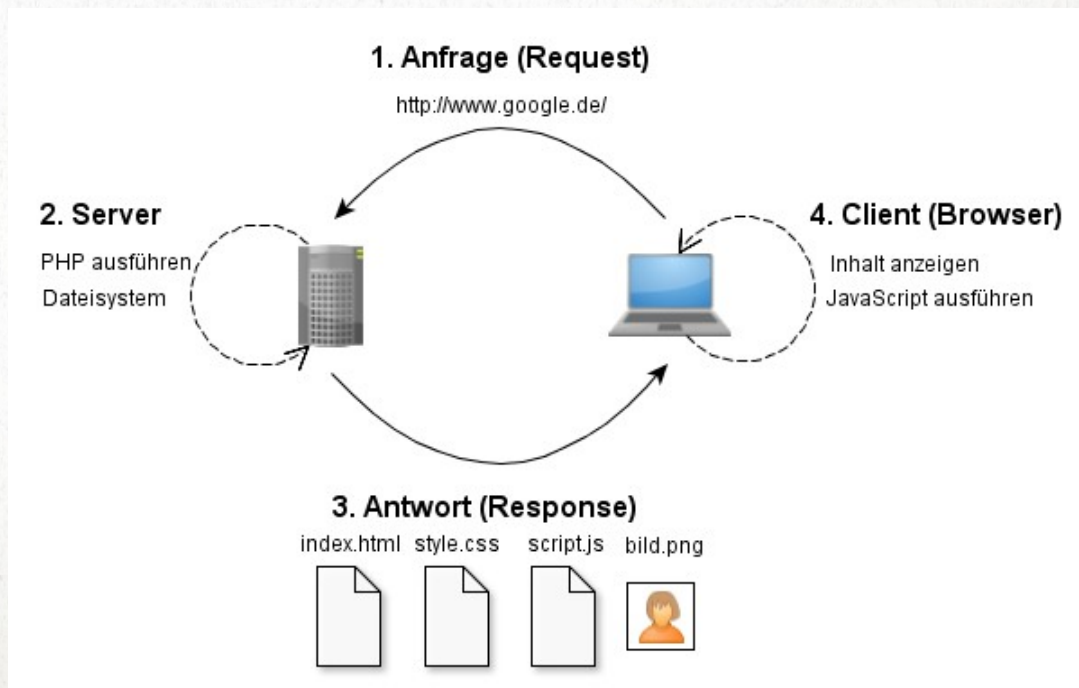 1. Anfrage (Request)
http://www.google.de/
2. Server
PHP ausführen
Dateisystem
4. Client (Browser)
Inhalt anzeigen
JavaScript ausführen
3. Antwort (Response)
index.html style.css script.js bild.png